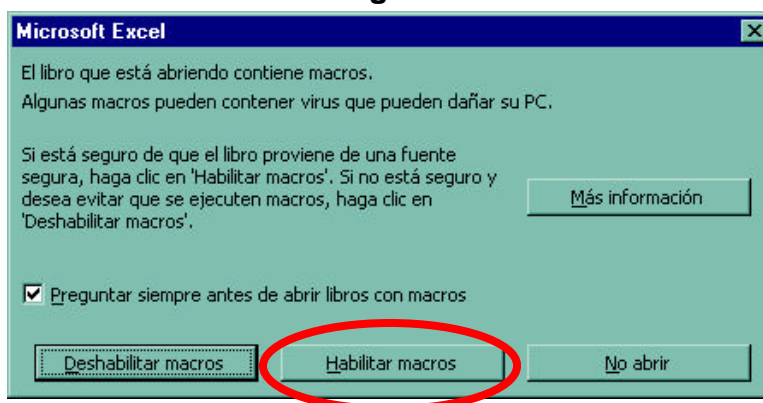 Microsoft Excel
El libro que está abriendo contiene macros.
Algunas macros pueden contener virus que pueden dañar su PC.
Si está seguro de que el libro proviene de una fuente
segura, haga clic en 'Habilitar macros'. Si no está seguro y
desea evitar que se ejecuten macros, haga clic en
'Deshabilitar macros'.
Más información
Preguntar siempre antes de abrir libros con macros
Deshabilitar macros Habilitar macros No abrir